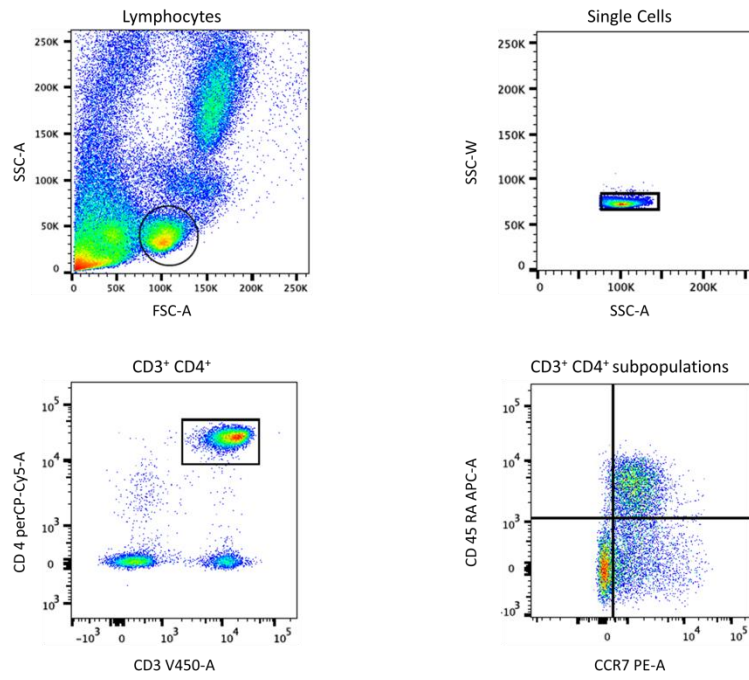 Lymphocytes
250K
200K
150K
100K
50K
0
SSC-A
0
50K
100K
150K
200K
250K
FSC-A
Single Cells
250K
200K
150K
100K
50K
0
SSC-W
0
100K
200K
SSC-A
CD3⁺ CD4⁺
10⁵
10⁴
10³
0
10³
CD 4 perCP-Cy5-A
-10³
0
10³
10⁴
10⁵
CD3 V450-A
CD3⁺ CD4⁺ subpopulations
10⁵
10⁴
10³
0
-10³
CD 45 RA APC-A
0
10⁴
10⁵
CCR7 PE-A